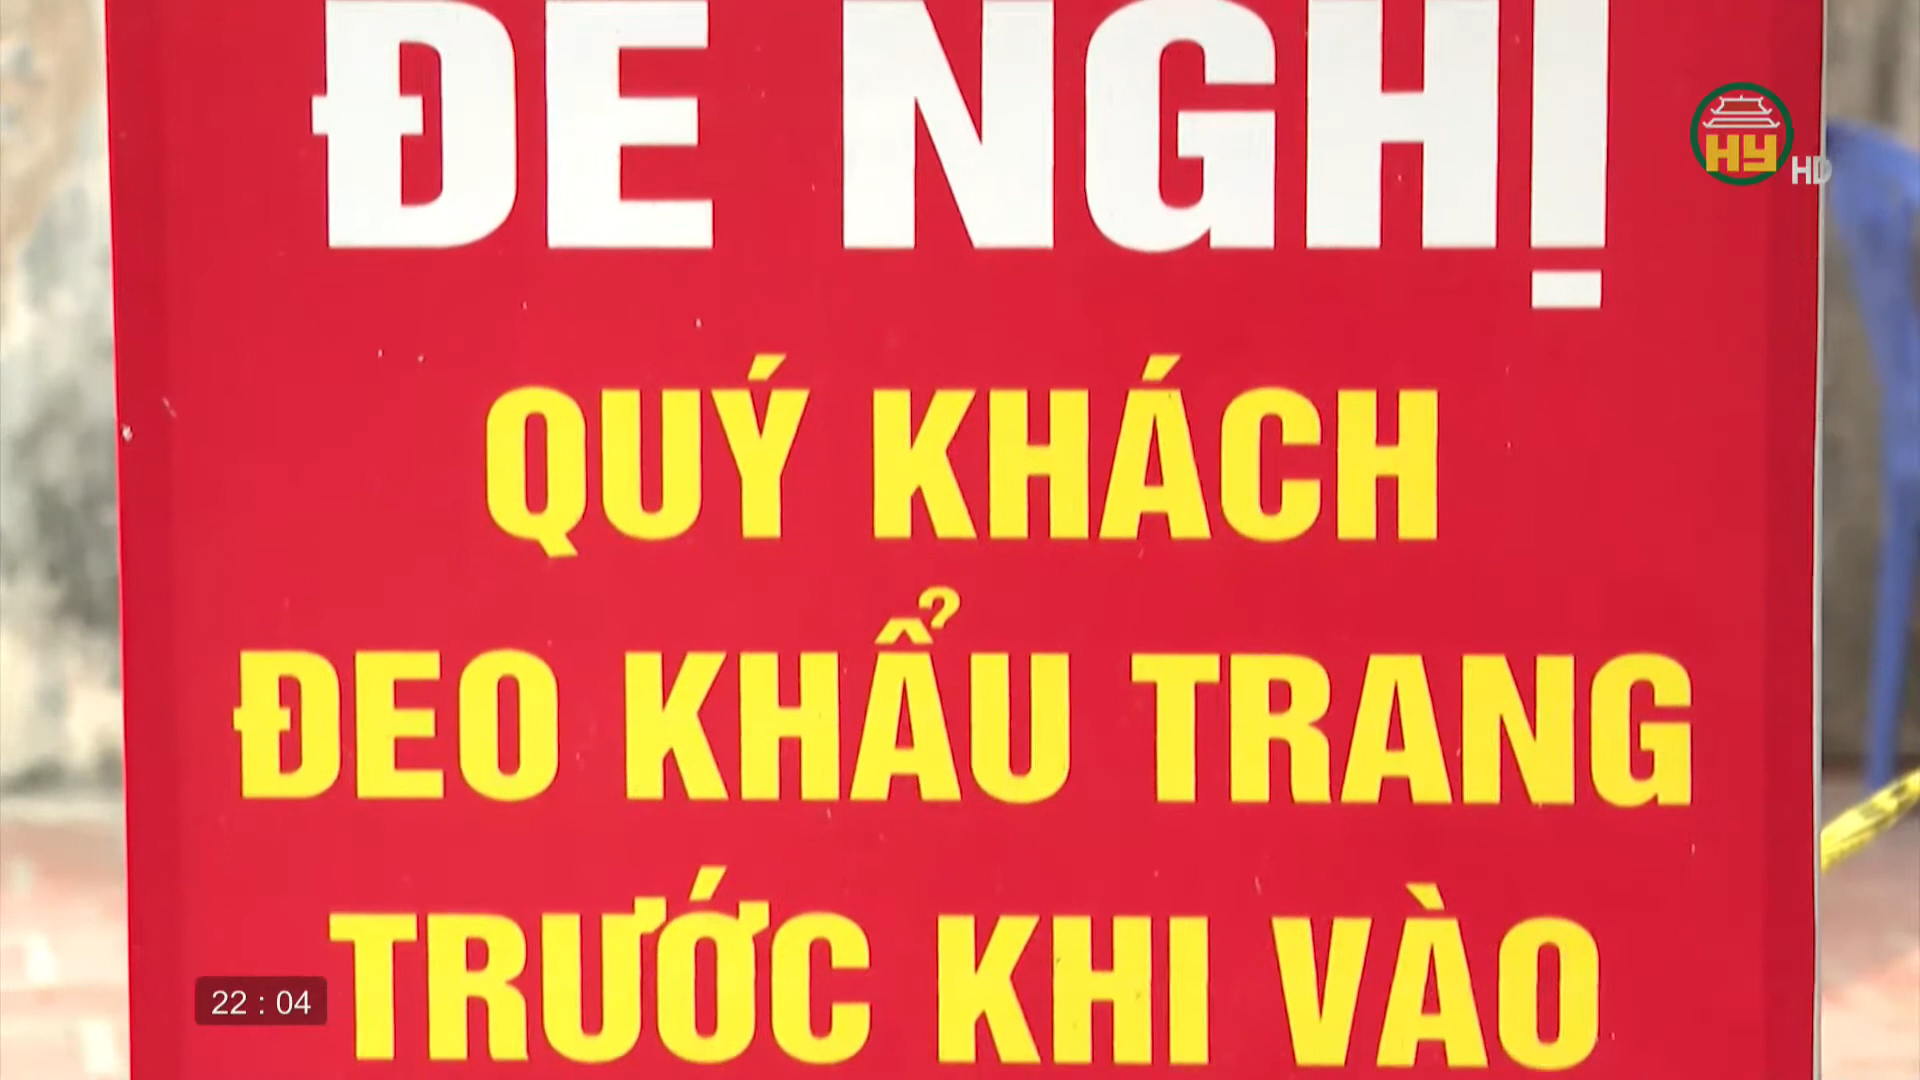 ĐỀ NGHỊ
HY HD
QUÝ KHÁCH
ĐEO KHẨU TRANG
TRƯỚC KHI VÀO
22 : 04